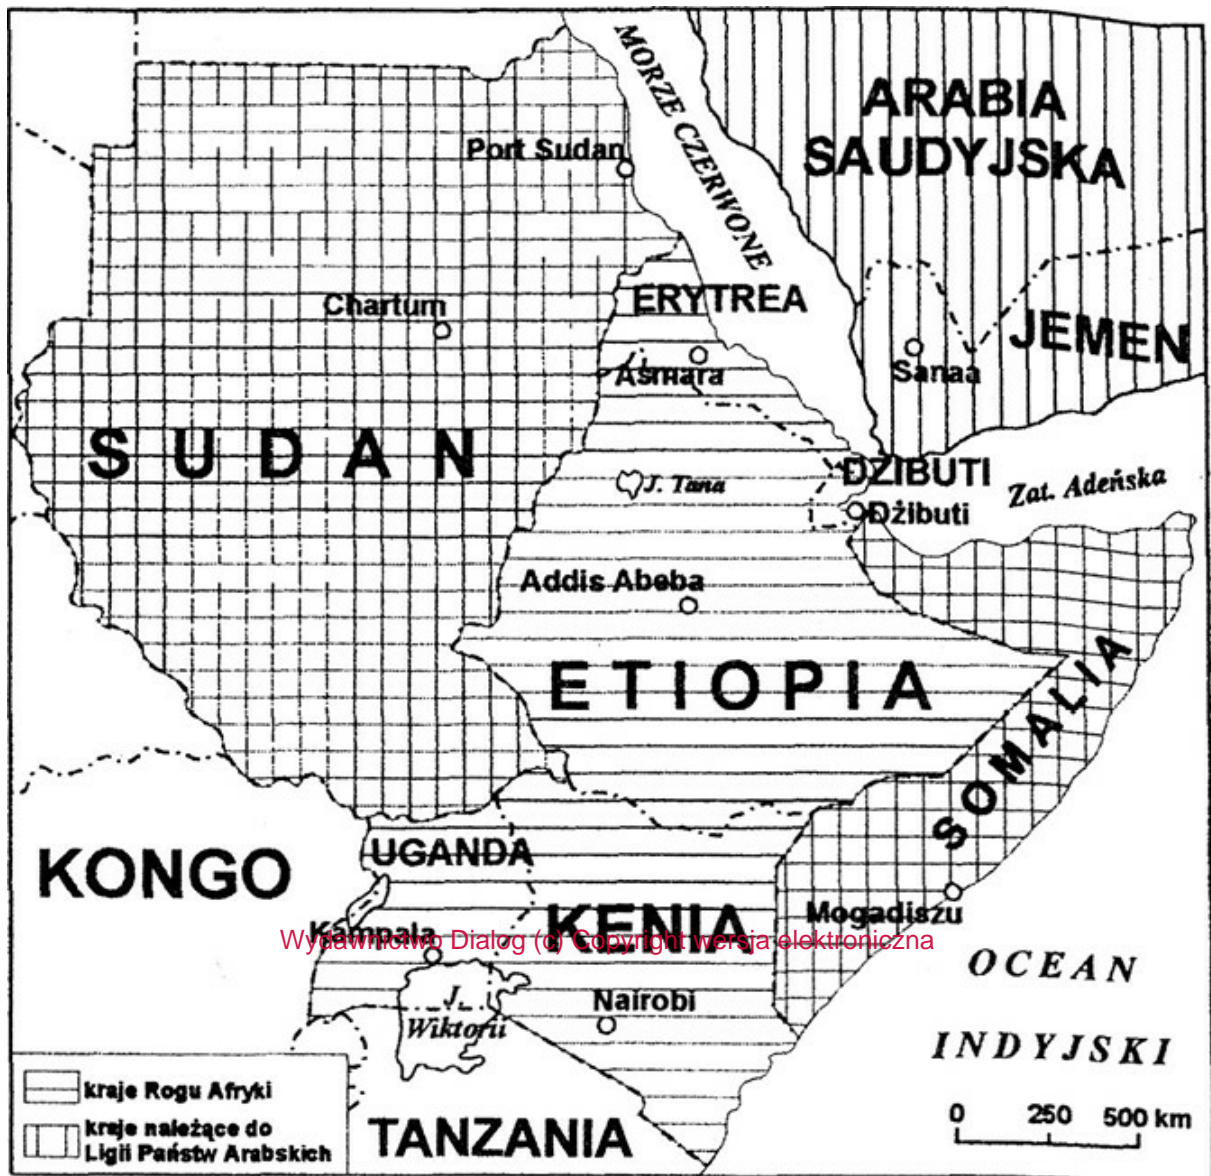 MORZE CZERWONE
ARABIA
SAUDYJSKA
Port Sudan
ERYTREA
Chartum
JEMEN
Asmara
Sanaa
SUDAN
DZIBUTI
Zat. Adeńska
J. Tana
Dżibuti
Addis Abeba
ETIOPIA
SOMALIA
UGANDA
KONGO
KENIA
Mogadiszu
Kampala
Wydawnictwo Dialog (c) Copyright wersja elektroniczna
OCEAN
INDYJSKI
Nairobi
J.
Wiktorii
kraje Rogu Afryki
kraje należące do
Ligii Państw Arabskich
TANZANIA
0 250 500 km